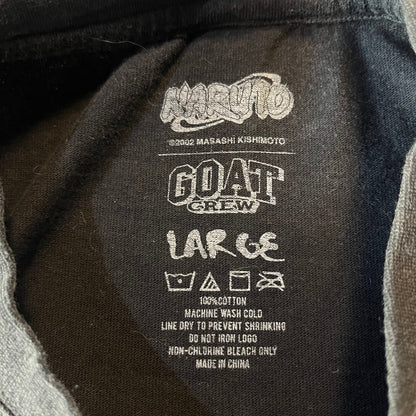 NARUTO
©2002 MASASHI KISHIMOTO
GOAT
CREW
LARGE
100%COTTON
MACHINE WASH COLD
LINE DRY TO PREVENT SHRINKING
DO NOT IRON LOGO
NON-CHLORINE BLEACH ONLY
MADE IN CHINA